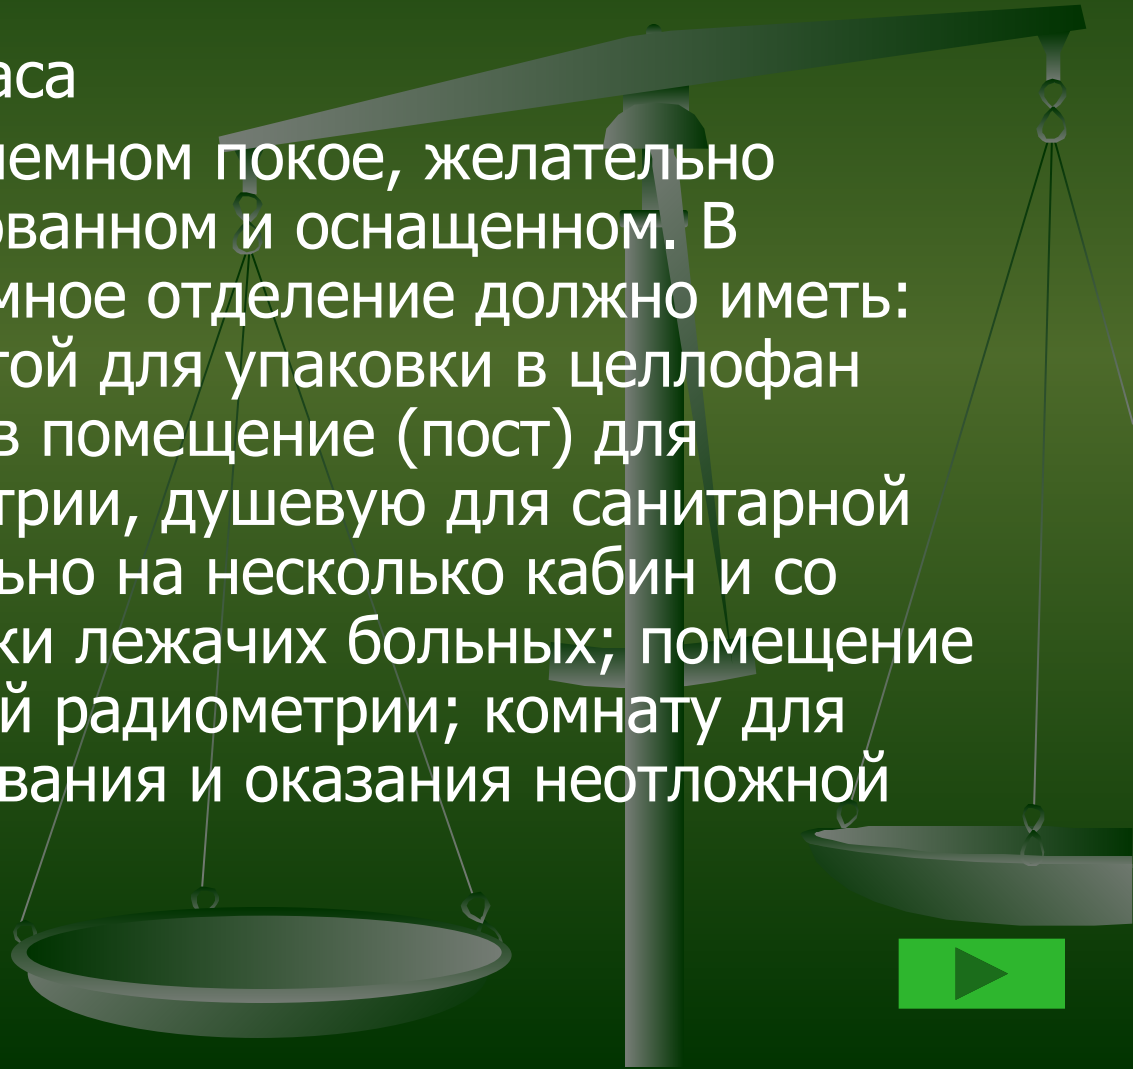 аса
иемном покое, желательно
ованном и оснащенном. В
мное отделение должно иметь:
той для упаковки в целлофан
в помещение (пост) для
трии, душевую для санитарной
ьно на несколько кабин и со
ки лежачих больных; помещение
й радиометрии; комнату для
вания и оказания неотложной